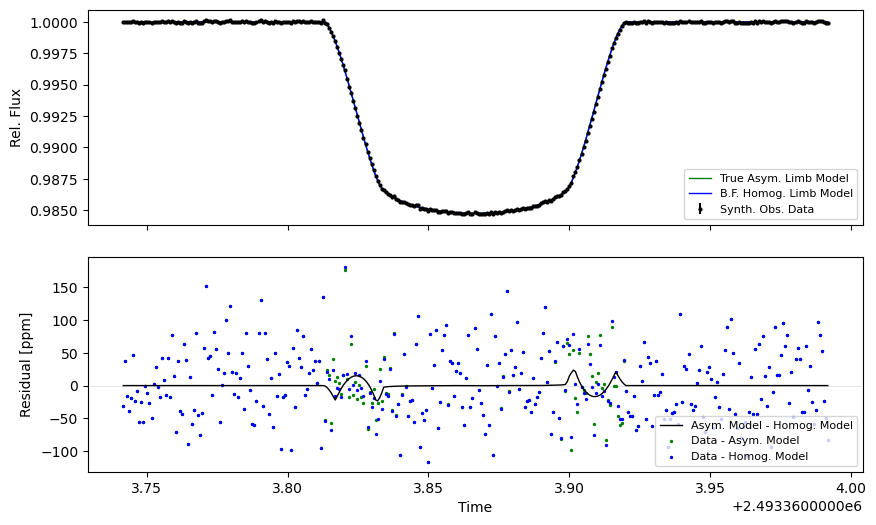 1.0000
0.9975
0.9950
0.9925
0.9900
0.9875
0.9850
Rel. Flux
True Asym. Limb Model
B.F. Homog. Limb Model
Synth. Obs. Data
150
100
50
0
−50
−100
Residual [ppm]
Asym. Model - Homog. Model
Data - Asym. Model
Data - Homog. Model
3.75 3.80 3.85 3.90 3.95 4.00
Time
+2.4933600000e6